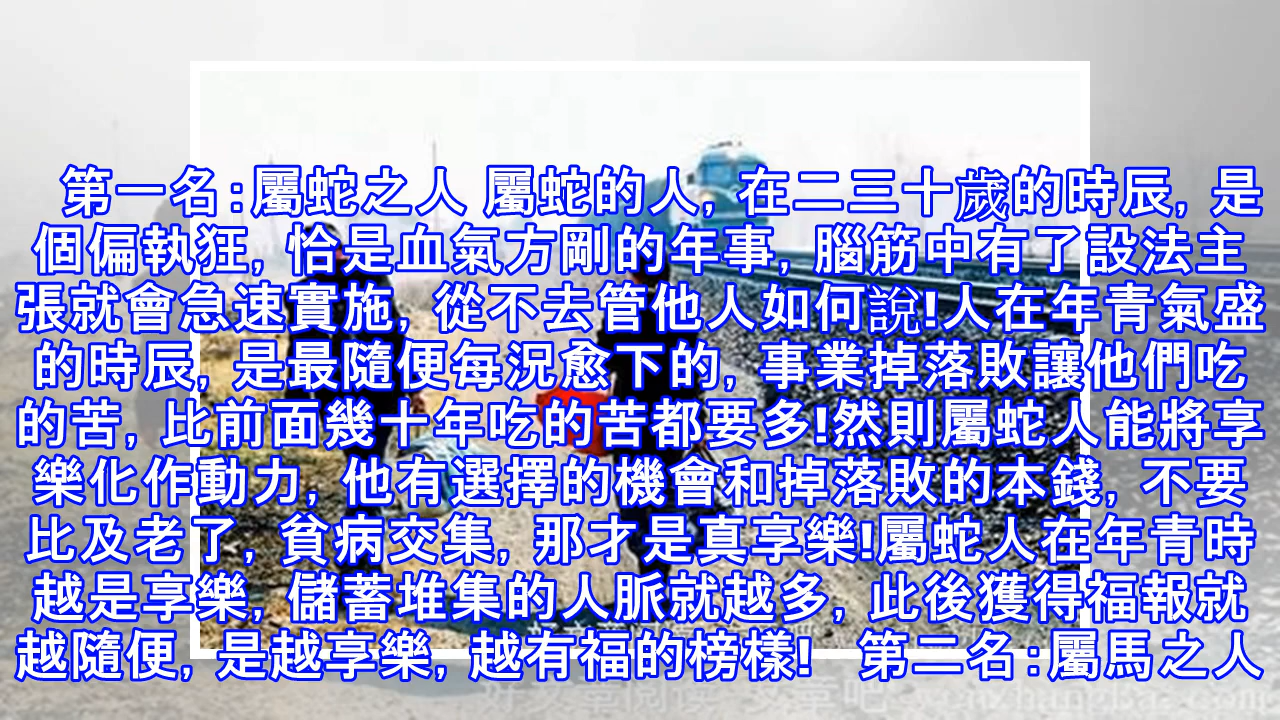 第一名:屬蛇之人 屬蛇的人, 在二三十歲的時辰, 是
個偏執狂, 恰是血氣方剛的年事, 腦筋中有了設法主
張就會急速實施, 從不去管他人如何說!人在年青氣盛
的時辰, 是最隨便每況愈下的, 事業掉落敗讓他們吃
的苦, 比前面幾十年吃的苦都要多!然則屬蛇人能將享
樂化作動力, 他有選擇的機會和掉落敗的本錢, 不要
比及老了, 貧病交集, 那才是真享樂!屬蛇人在年青時
越是享樂, 儲蓄堆集的人脈就越多, 此後獲得福報就
越隨便, 是越享樂, 越有福的榜樣! 第二名:屬馬之人